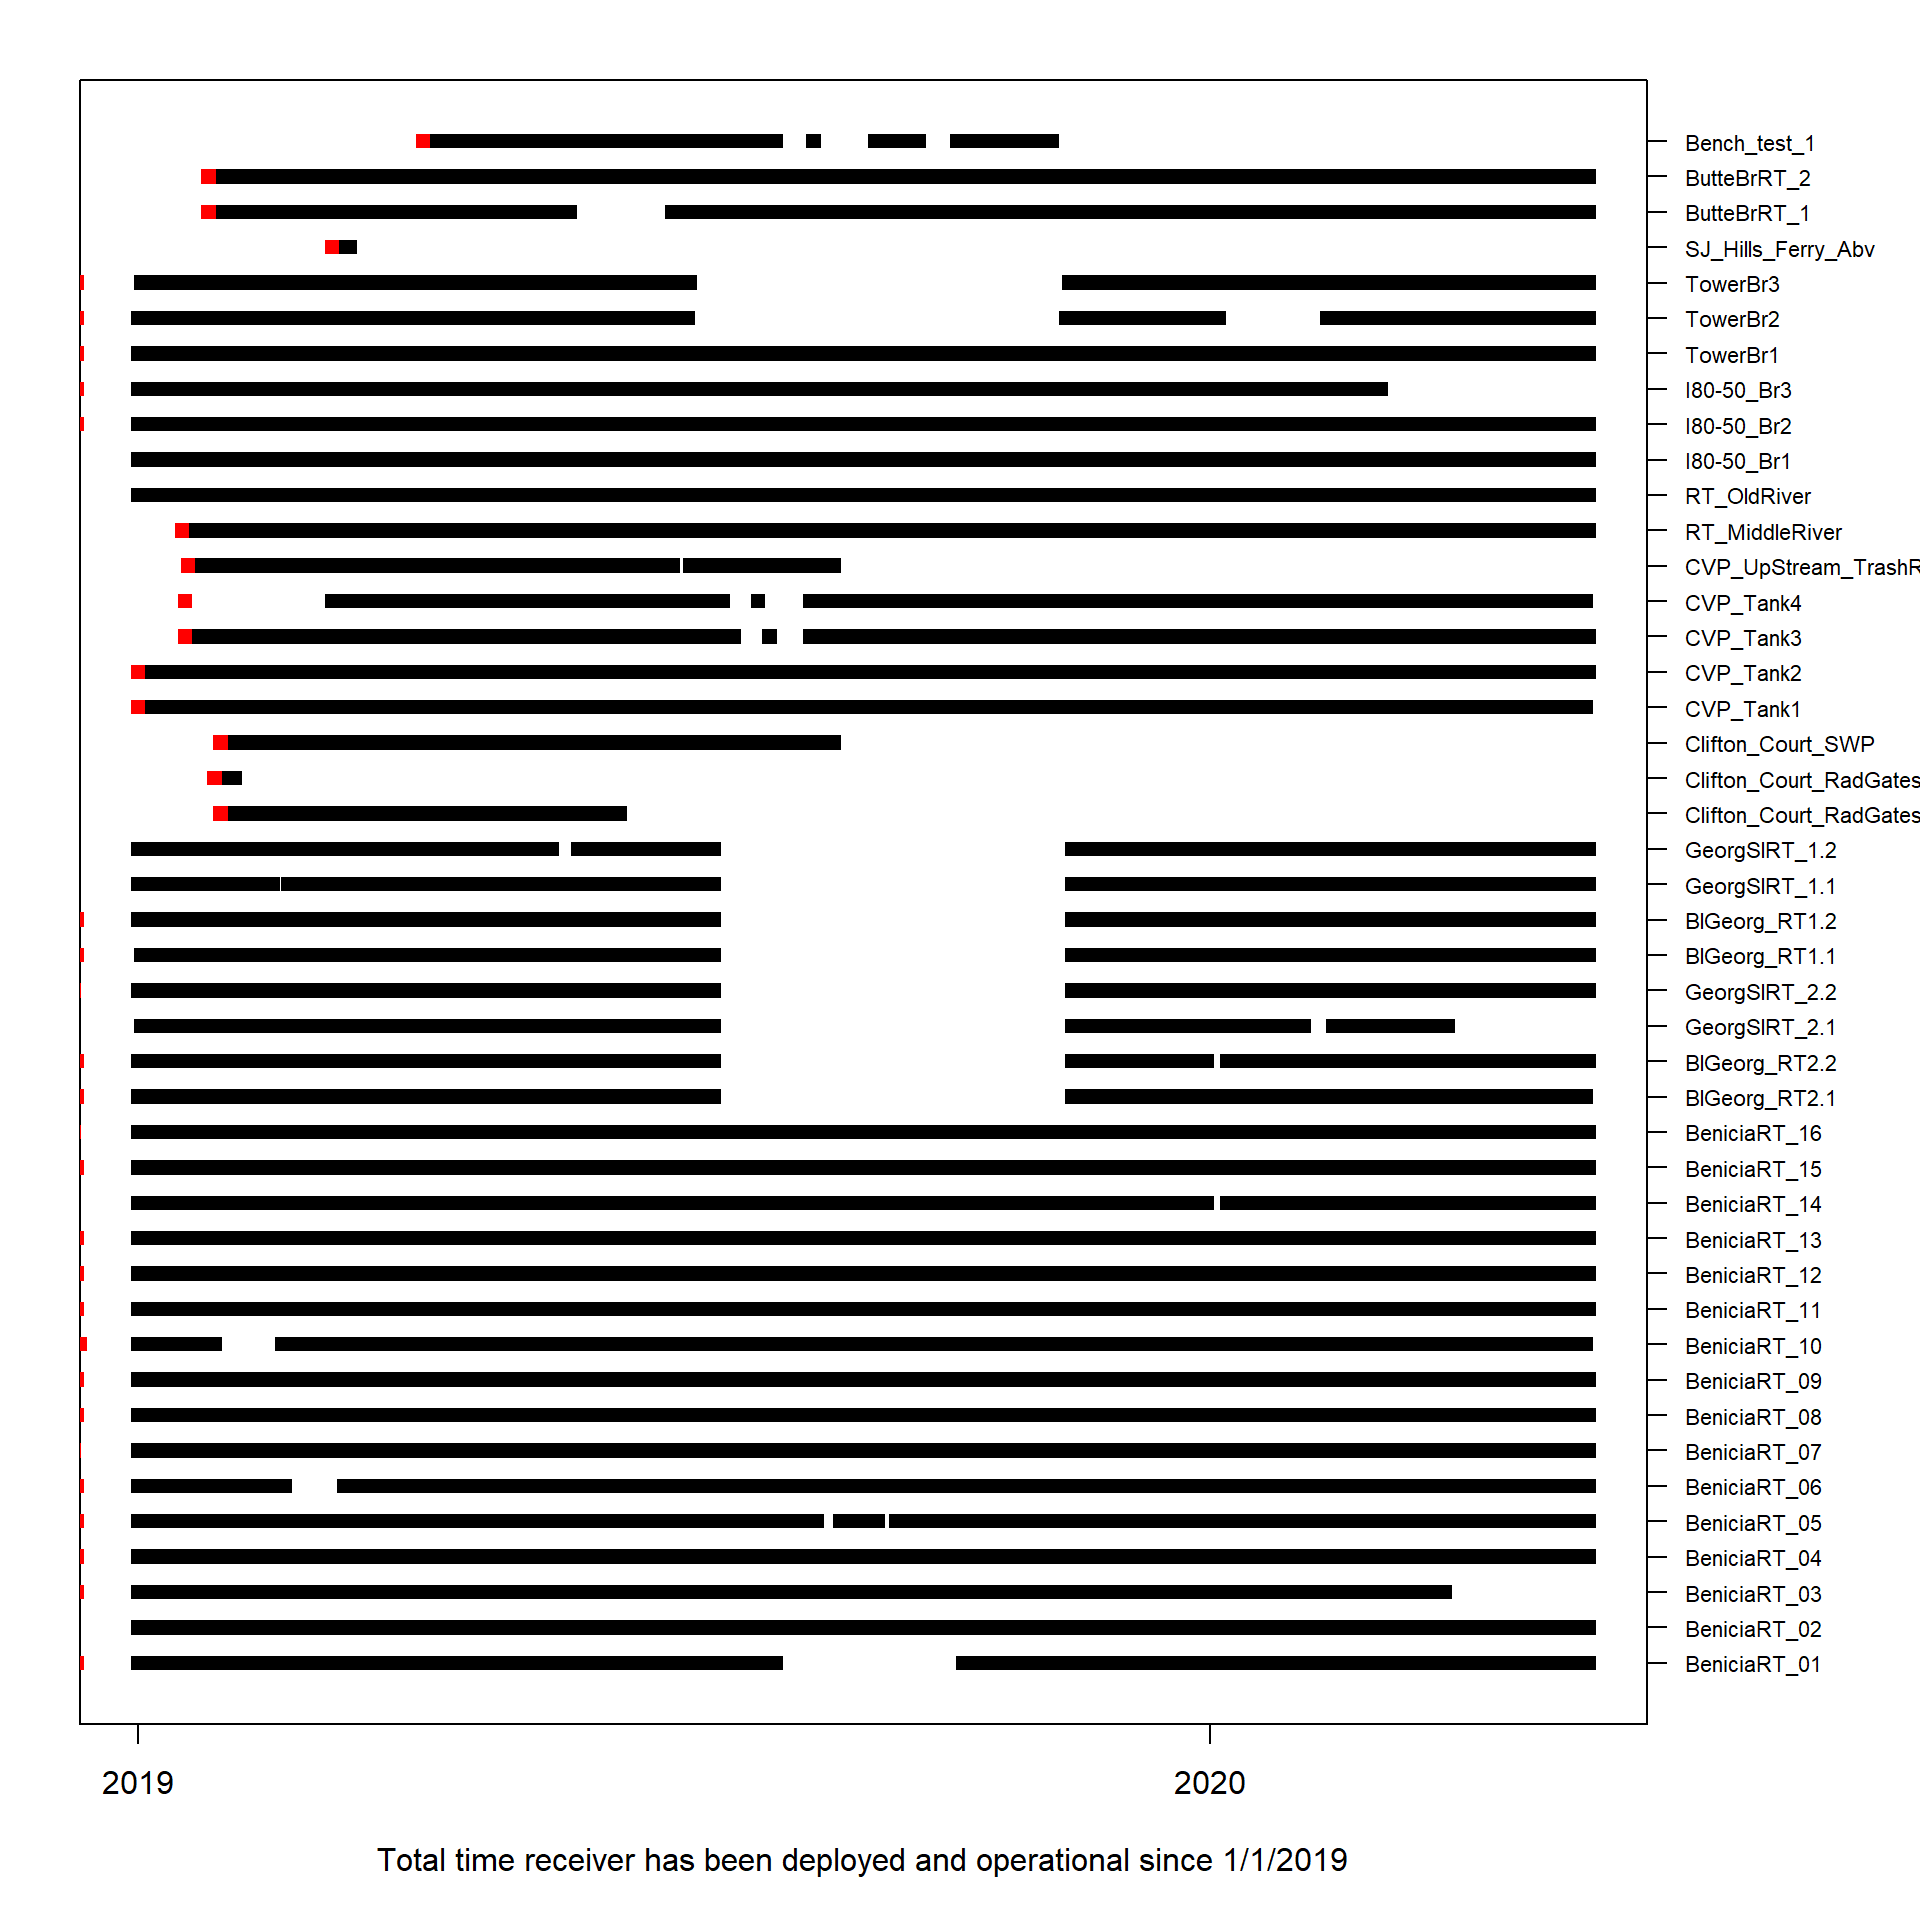 Bench_test_1
ButteBrRT_2
ButteBrRT_1
SJ_Hills_Ferry_Abv
TowerBr3
TowerBr2
TowerBr1
I80-50_Br3
I80-50_Br2
I80-50_Br1
RT_OldRiver
RT_MiddleRiver
CVP_UpStream_TrashR
CVP_Tank4
CVP_Tank3
CVP_Tank2
CVP_Tank1
Clifton_Court_SWP
Clifton_Court_RadGates
Clifton_Court_RadGates
GeorgSlRT_1.2
GeorgSlRT_1.1
BlGeorg_RT1.2
BlGeorg_RT1.1
GeorgSlRT_2.2
GeorgSlRT_2.1
BlGeorg_RT2.2
BlGeorg_RT2.1
BeniciaRT_16
BeniciaRT_15
BeniciaRT_14
BeniciaRT_13
BeniciaRT_12
BeniciaRT_11
BeniciaRT_10
BeniciaRT_09
BeniciaRT_08
BeniciaRT_07
BeniciaRT_06
BeniciaRT_05
BeniciaRT_04
BeniciaRT_03
BeniciaRT_02
BeniciaRT_01
2019 2020
Total time receiver has been deployed and operational since 1/1/2019